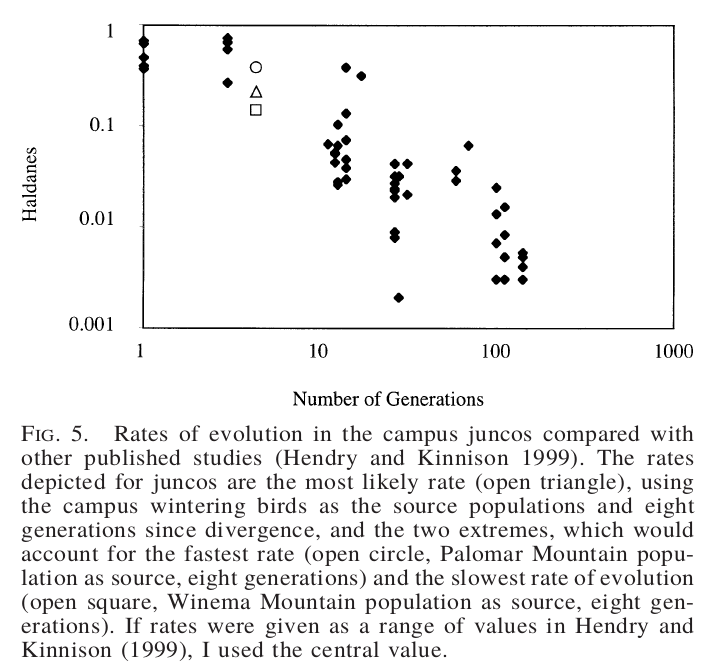 1
0.1
Haldanes
0.01
0.001
1 10 100 1000
Number of Generations
FIG. 5. Rates of evolution in the campus juncos compared with
other published studies (Hendry and Kinnison 1999). The rates
depicted for juncos are the most likely rate (open triangle), using
the campus wintering birds as the source populations and eight
generations since divergence, and the two extremes, which would
account for the fastest rate (open circle, Palomar Mountain popu-
lation as source, eight generations) and the slowest rate of evolution
(open square, Winema Mountain population as source, eight gen-
erations). If rates were given as a range of values in Hendry and
Kinnison (1999), I used the central value.